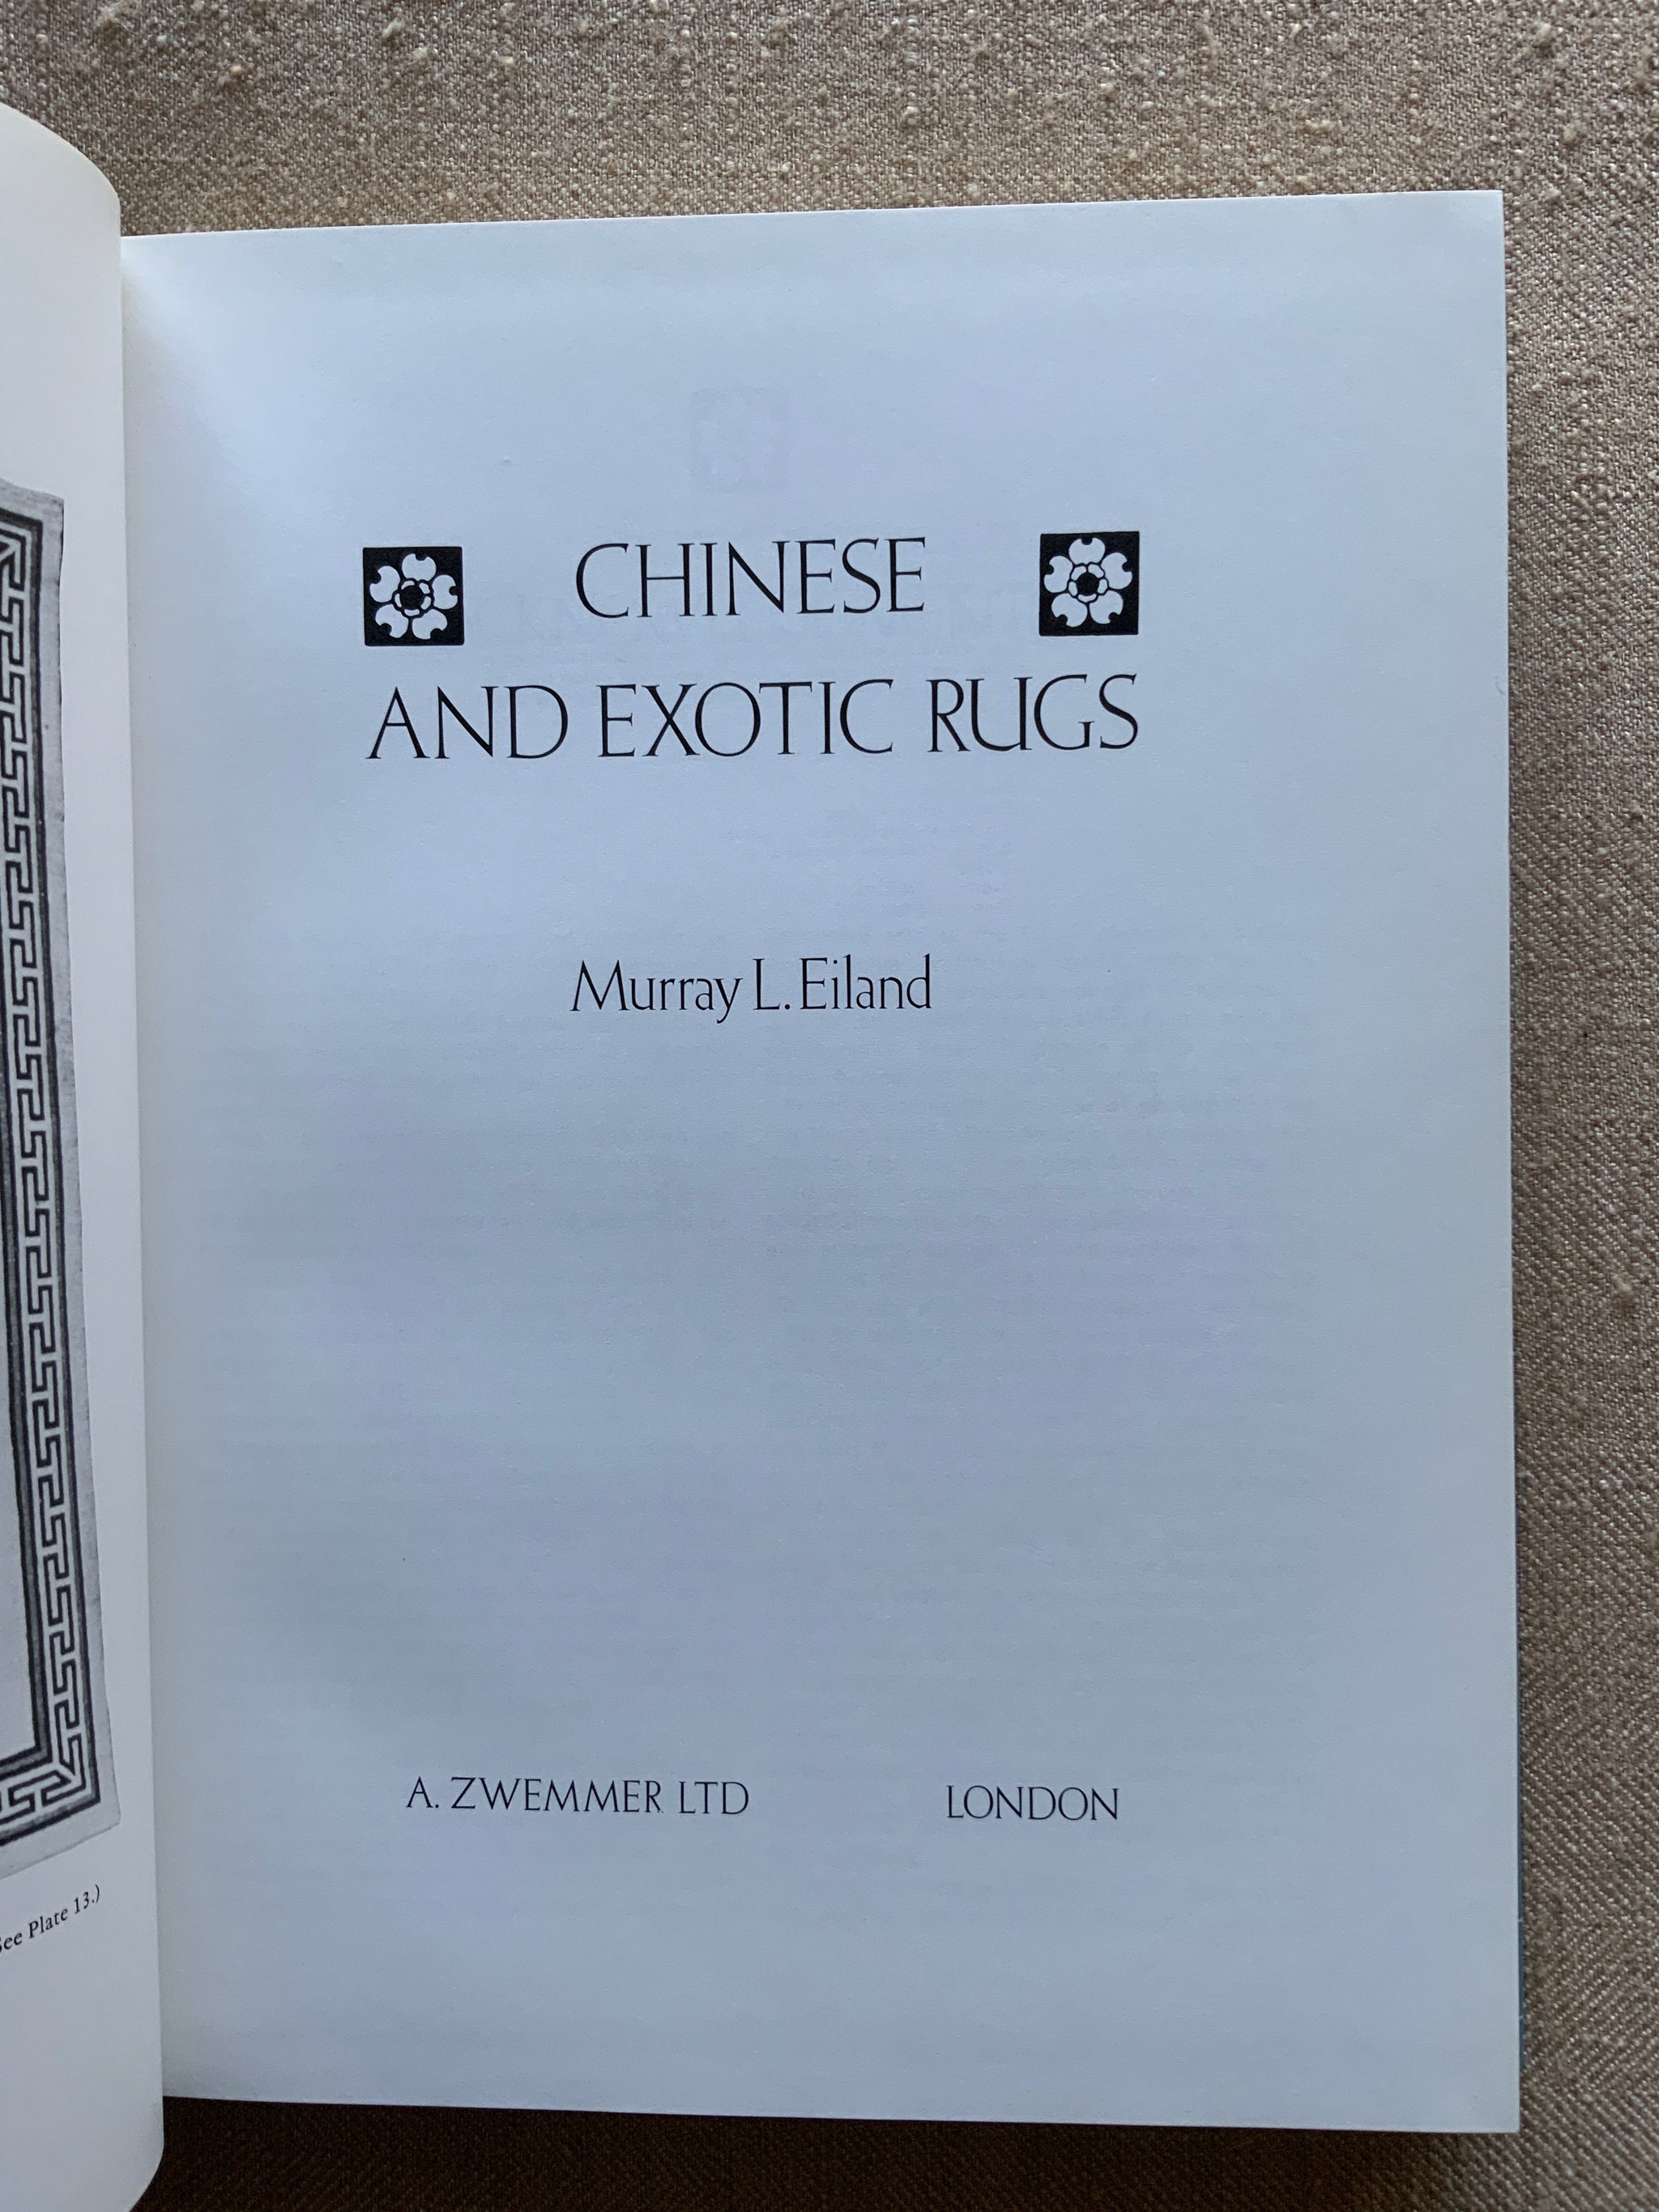 CHINESE
AND EXOTIC RUGS
Murray L. Eiland
A. ZWEMMER LTD LONDON
See Plate 13.)